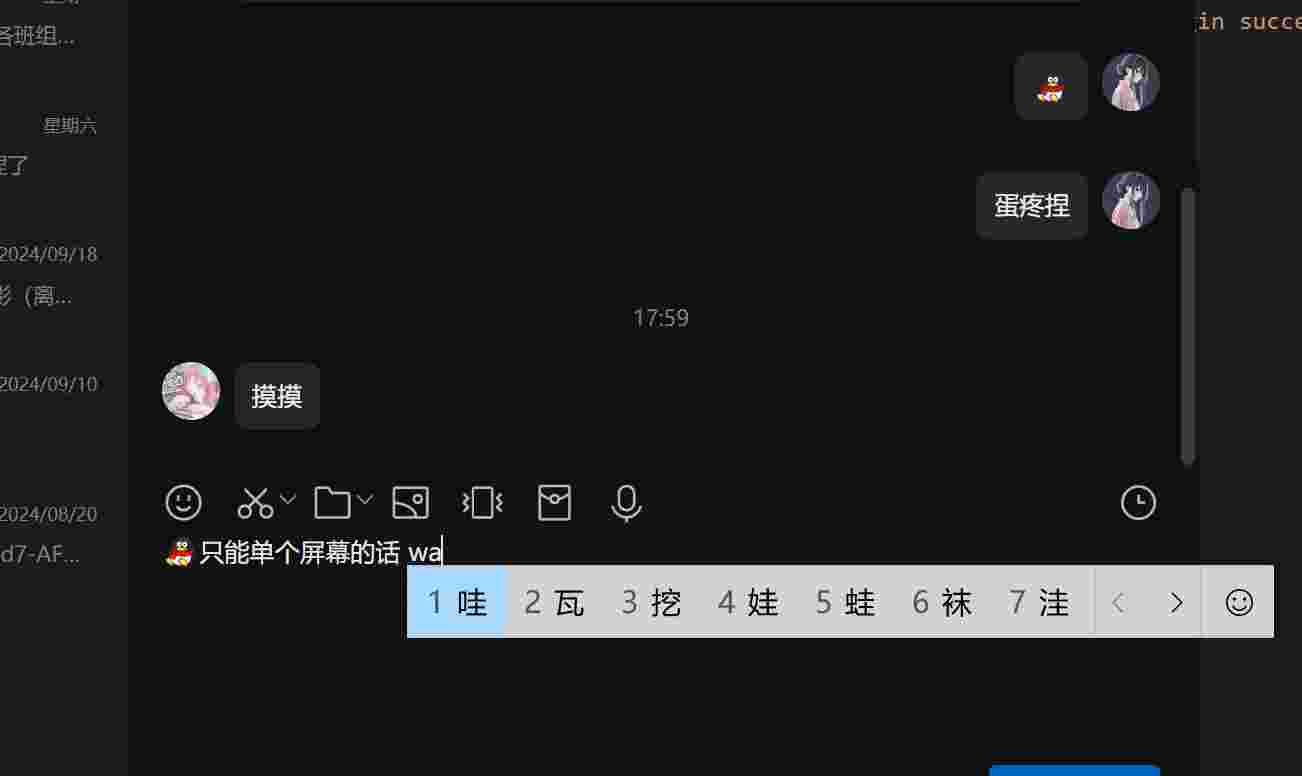 各班组...
星期六
捏了
2024/09/18
影（离...
2024/09/10
2024/08/20
d7-AF...
in succe
蛋疼捏
17:59
摸摸
只能单个屏幕的话 wa
1 哇 2 瓦 3 挖 4 娃 5 蛙 6 袜 7 洼